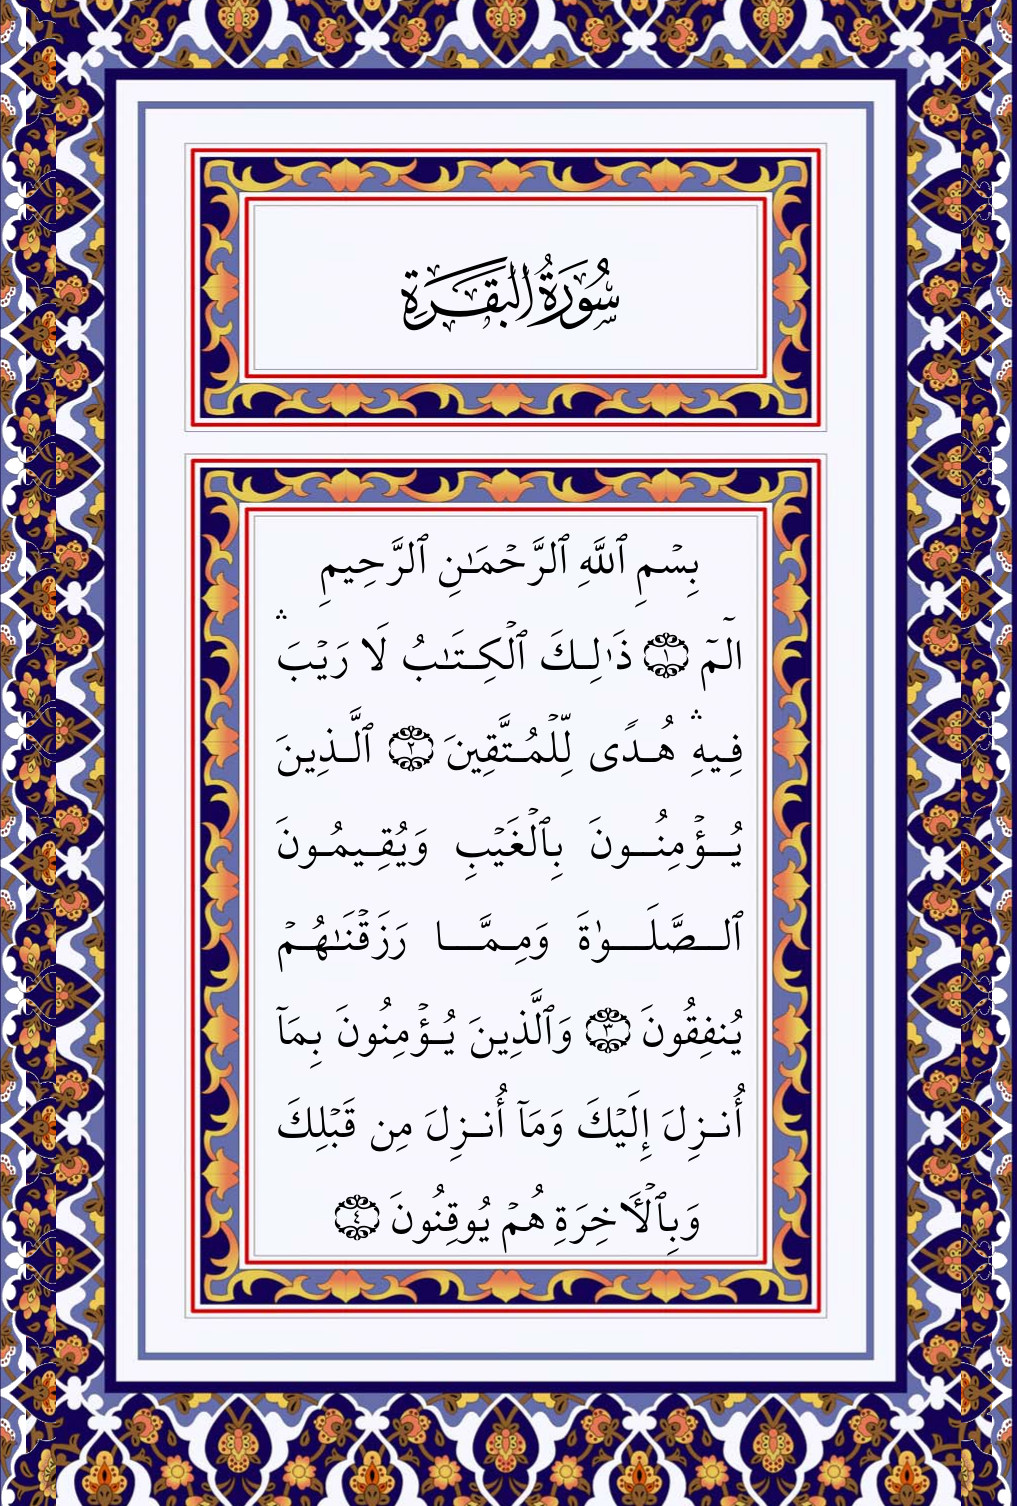 سُورَةُ البَقَرَةِ
بِسۡمِ ٱللَّهِ ٱلرَّحۡمَـٰنِ ٱلرَّحِيمِ
الٓمٓ ۝١ ذَٰلِكَ ٱلۡكِتَـٰبُ لَا رَيۡبَۛ
فِيهِۛ هُدًى لِّلۡمُتَّقِينَ ۝٢ ٱلَّذِينَ
يُؤۡمِنُونَ بِٱلۡغَيۡبِ وَيُقِيمُونَ
ٱلصَّلَوٰةَ وَمِمَّا رَزَقۡنَـٰهُمۡ
يُنفِقُونَ ۝٣ وَٱلَّذِينَ يُؤۡمِنُونَ بِمَآ
أُنزِلَ إِلَيۡكَ وَمَآ أُنزِلَ مِن قَبۡلِكَ
وَبِٱلۡأَخِرَةِ هُمۡ يُوقِنُونَ ۝٤